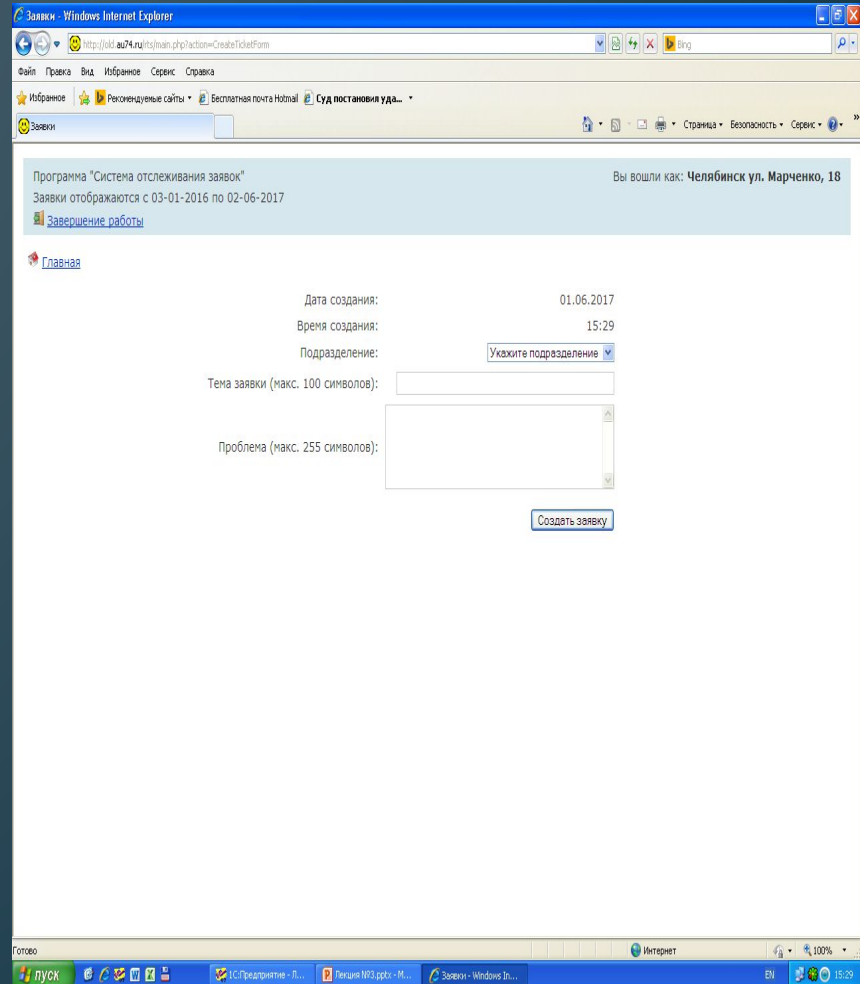 Заявки - Windows Internet Explorer
http://old.au74.ru/rts/main.php?action=CreateTicketForm
Bing
Файл Правка Вид Избранное Сервис Справка
Избранное Рекомендуемые сайты Бесплатная почта Hotmail Суд постановил уда...
Заявки Страница Безопасность Сервис »
Программа "Система отслеживания заявок" Вы вошли как: Челябинск ул. Марченко, 18
Заявки отображаются с 03-01-2016 по 02-06-2017
Завершение работы
Главная
Дата создания: 01.06.2017
Время создания: 15:29
Подразделение: Укажите подразделение
Тема заявки (макс. 100 символов):
Проблема (макс. 255 символов):
Создать заявку
Готово Интернет 100%
пуск 1С:Предприятие - Л... Лекция №3.pptx - M... Заявки - Windows In... EN 15:29